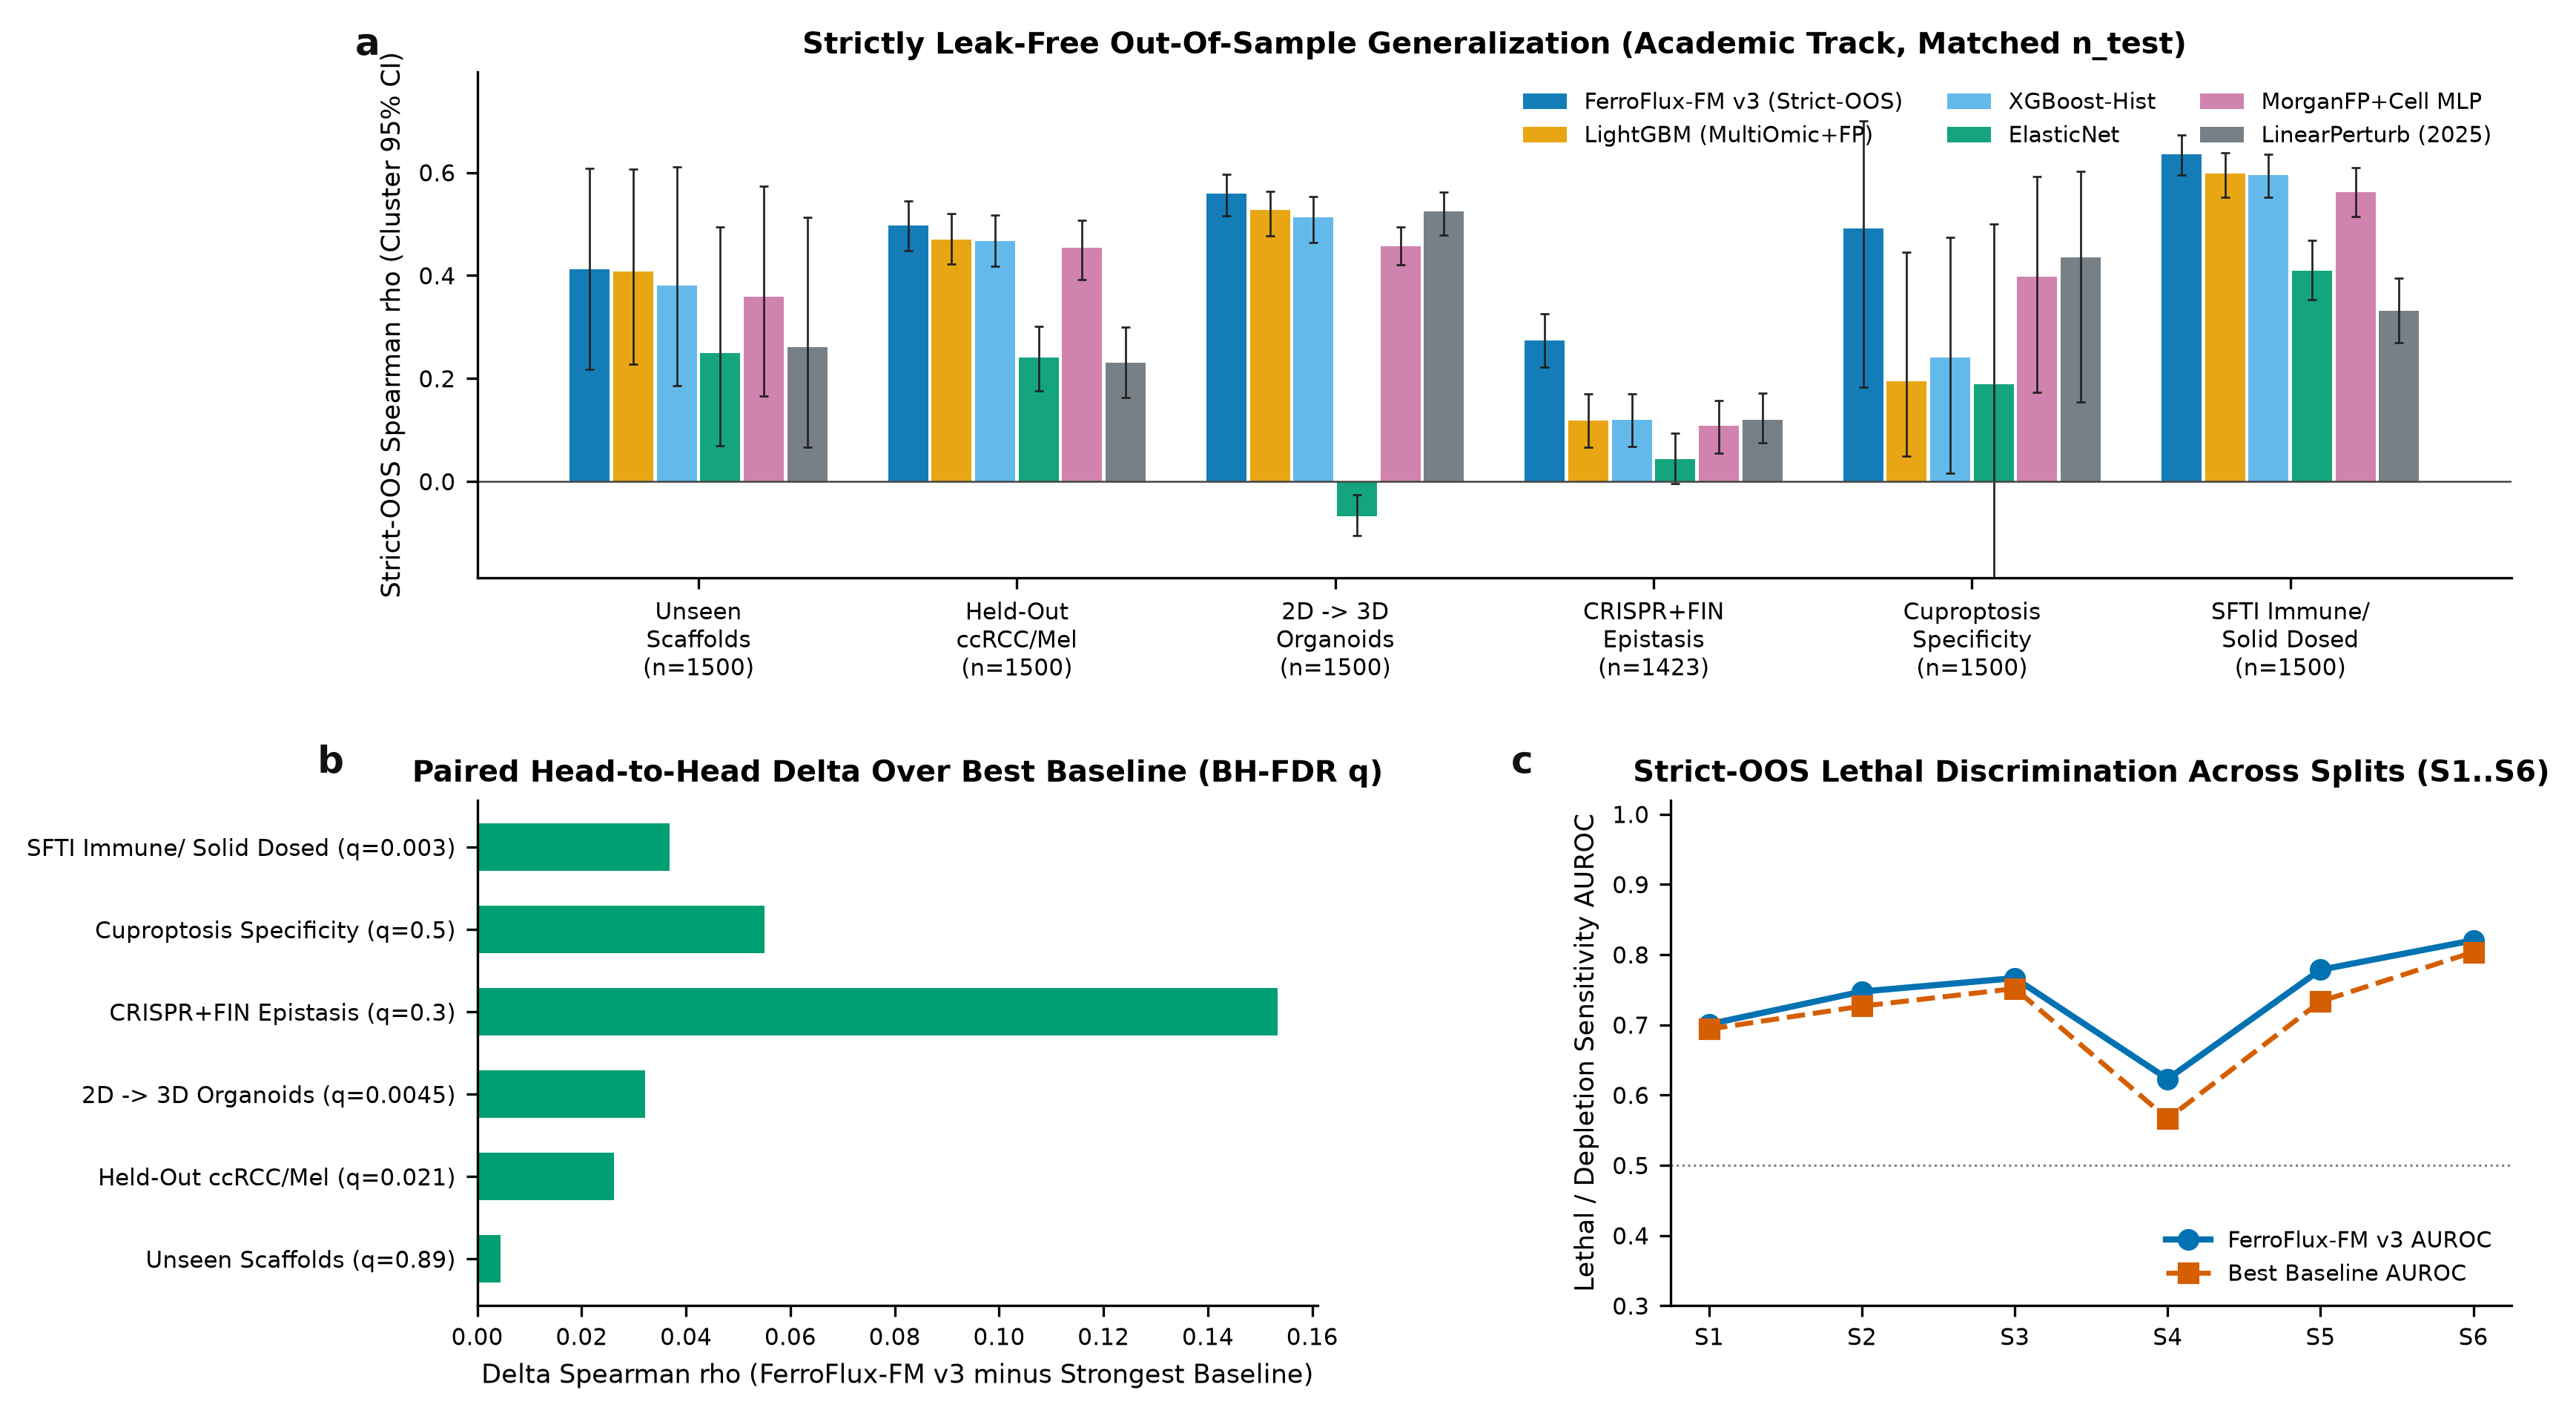 a
Strictly Leak-Free Out-Of-Sample Generalization (Academic Track, Matched n_test)
Strict-OOS Spearman rho (Cluster 95% CI)
0.6
0.4
0.2
0.0
FerroFlux-FM v3 (Strict-OOS)
LightGBM (MultiOmic+FP)
XGBoost-Hist
ElasticNet
MorganFP+Cell MLP
LinearPerturb (2025)
Unseen
Scaffolds
(n=1500)
Held-Out
ccRCC/Mel
(n=1500)
2D -> 3D
Organoids
(n=1500)
CRISPR+FIN
Epistasis
(n=1423)
Cuproptosis
Specificity
(n=1500)
SFTI Immune/
Solid Dosed
(n=1500)
b
Paired Head-to-Head Delta Over Best Baseline (BH-FDR q)
SFTI Immune/ Solid Dosed (q=0.003)
Cuproptosis Specificity (q=0.5)
CRISPR+FIN Epistasis (q=0.3)
2D -> 3D Organoids (q=0.0045)
Held-Out ccRCC/Mel (q=0.021)
Unseen Scaffolds (q=0.89)
0.00 0.02 0.04 0.06 0.08 0.10 0.12 0.14 0.16
Delta Spearman rho (FerroFlux-FM v3 minus Strongest Baseline)
c
Strict-OOS Lethal Discrimination Across Splits (S1..S6)
Lethal / Depletion Sensitivity AUROC
1.0
0.9
0.8
0.7
0.6
0.5
0.4
0.3
FerroFlux-FM v3 AUROC
Best Baseline AUROC
S1 S2 S3 S4 S5 S6